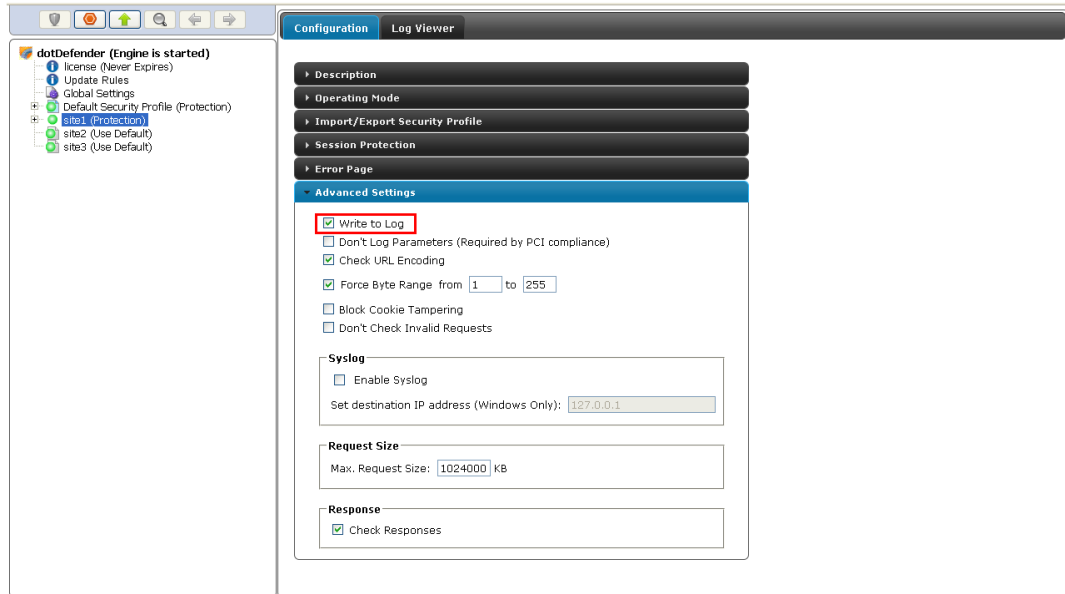 Configuration
Log Viewer
dotDefender (Engine is started)
license (Never Expires)
Update Rules
Global Settings
Default Security Profile (Protection)
site1 (Protection)
site2 (Use Default)
site3 (Use Default)
Description
Operating Mode
Import/Export Security Profile
Session Protection
Error Page
Advanced Settings
Write to Log
Don't Log Parameters (Required by PCI compliance)
Check URL Encoding
Force Byte Range from 1 to 255
Block Cookie Tampering
Don't Check Invalid Requests
Syslog
Enable Syslog
Set destination IP address (Windows Only): 127.0.0.1
Request Size
Max. Request Size: 1024000 KB
Response
Check Responses